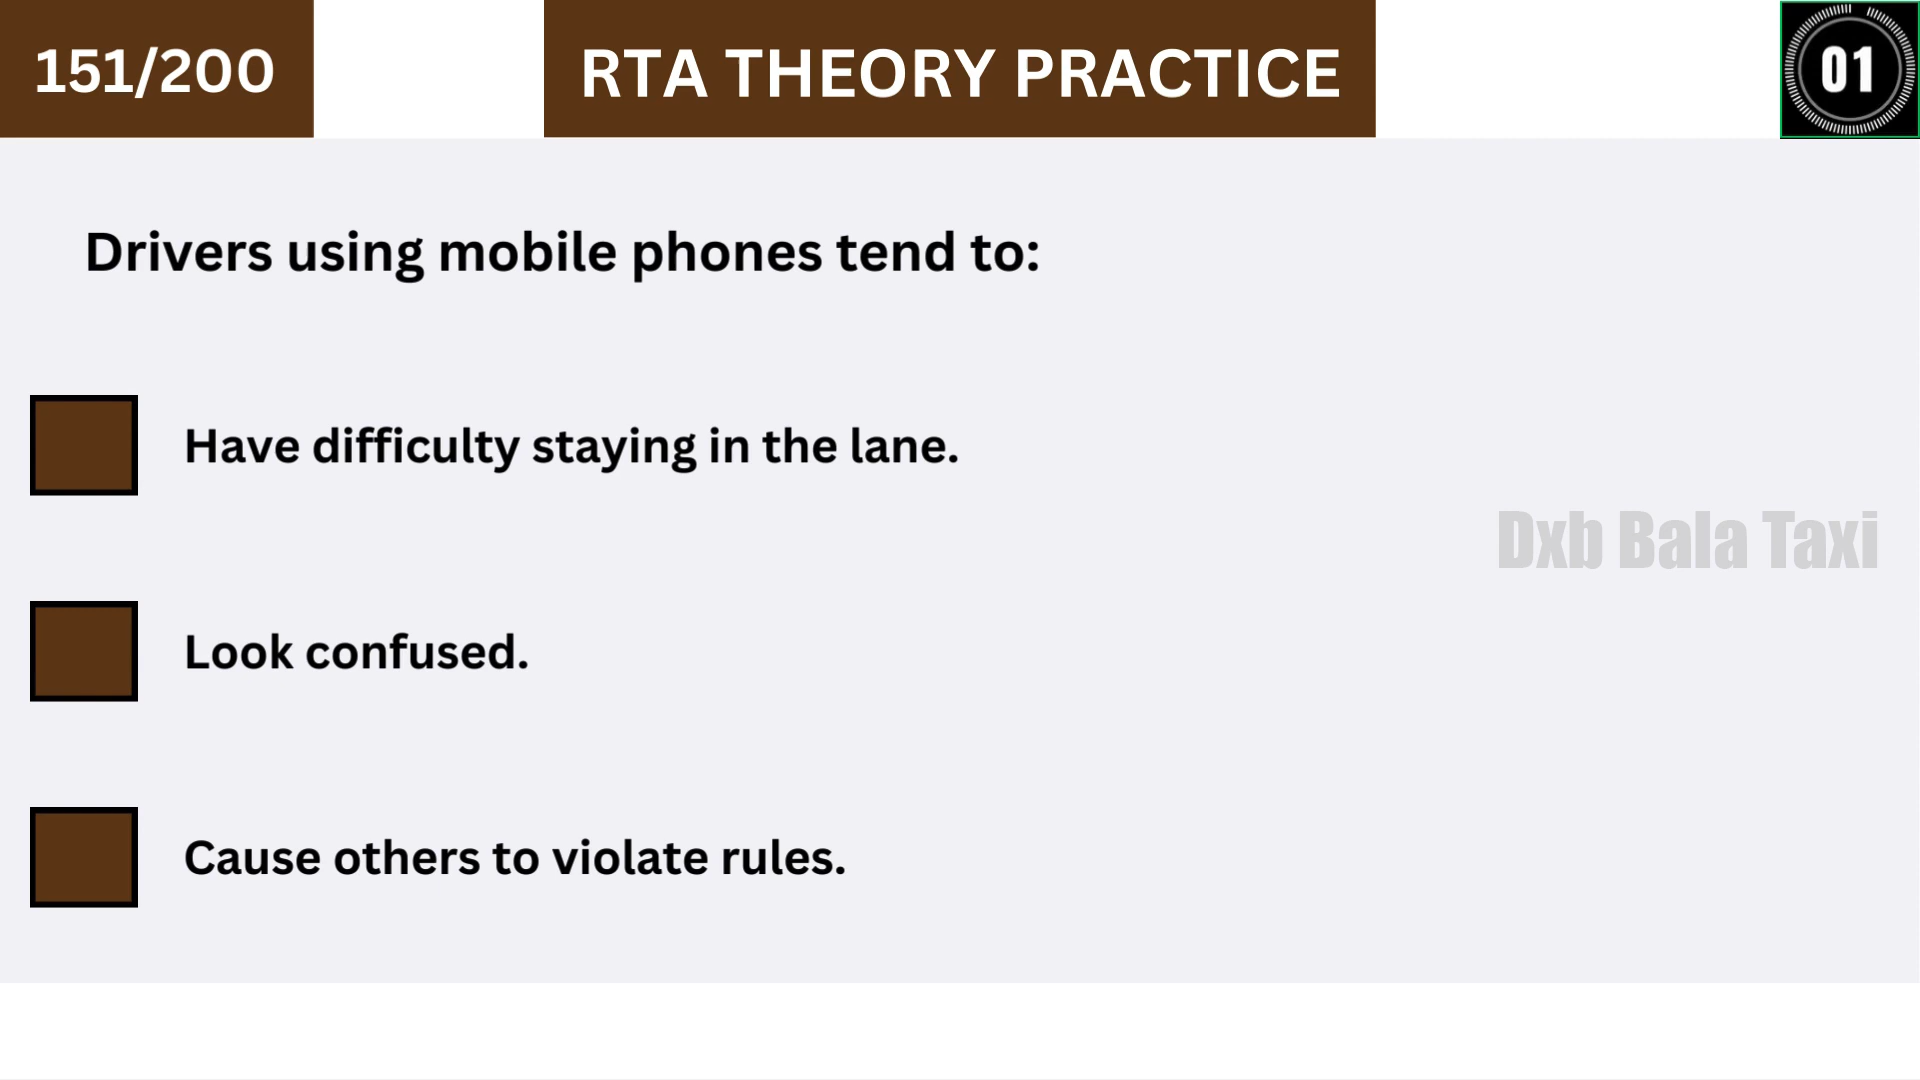 151/200
RTA THEORY PRACTICE
01
Drivers using mobile phones tend to:
Have difficulty staying in the lane.
Dxb Bala Taxi
Look confused.
Cause others to violate rules.